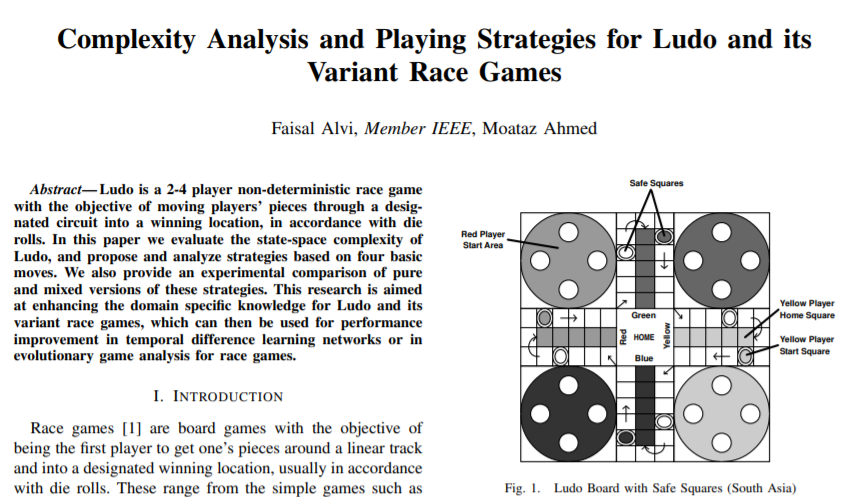 Complexity Analysis and Playing Strategies for Ludo and its
Variant Race Games
Faisal Alvi, Member IEEE, Moataz Ahmed
Abstract—Ludo is a 2-4 player non-deterministic race game
with the objective of moving players' pieces through a desig-
nated circuit into a winning location, in accordance with die
rolls. In this paper we evaluate the state-space complexity of
Ludo, and propose and analyze strategies based on four basic
moves. We also provide an experimental comparison of pure
and mixed versions of these strategies. This research is aimed
at enhancing the domain specific knowledge for Ludo and its
variant race games, which can then be used for performance
improvement in temporal difference learning networks or in
evolutionary game analysis for race games.
I. INTRODUCTION
Race games [1] are board games with the objective of
being the first player to get one's pieces around a linear track
and into a designated winning location, usually in accordance
with die rolls. These range from the simple games such as
Safe Squares
Red Player
Start Area
Green
Red
HOME
Yellow
Blue
Yellow Player
Home Square
Yellow Player
Start Square
Fig. 1. Ludo Board with Safe Squares (South Asia)